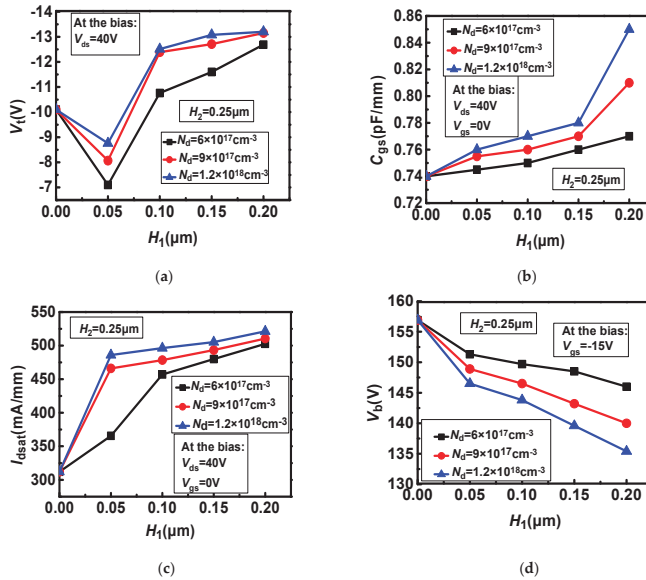 At the bias:
V_ds=40V
H_2=0.25μm
N_d=6×10^17cm^-3
N_d=9×10^17cm^-3
N_d=1.2×10^18cm^-3
V_t(V)
-14
-13
-12
-11
-10
-9
-8
-7
0.00 0.05 0.10 0.15 0.20
H_1(μm)
(a)
N_d=6×10^17cm^-3
N_d=9×10^17cm^-3
N_d=1.2×10^18cm^-3
At the bias:
V_ds=40V
V_gs=0V
H_2=0.25μm
C_gs(pF/mm)
0.86
0.84
0.82
0.80
0.78
0.76
0.74
0.72
0.00 0.05 0.10 0.15 0.20
H_1(μm)
(b)
H_2=0.25μm
N_d=6×10^17cm^-3
N_d=9×10^17cm^-3
N_d=1.2×10^18cm^-3
At the bias:
V_ds=40V
V_gs=0V
I_dsat(mA/mm)
550
500
450
400
350
300
0.00 0.05 0.10 0.15 0.20
H_1(μm)
(c)
H_2=0.25μm
At the bias:
V_gs=-15V
N_d=6×10^17cm^-3
N_d=9×10^17cm^-3
N_d=1.2×10^18cm^-3
V_b(V)
160
155
150
145
140
135
130
0.00 0.05 0.10 0.15 0.20
H_1(μm)
(d)